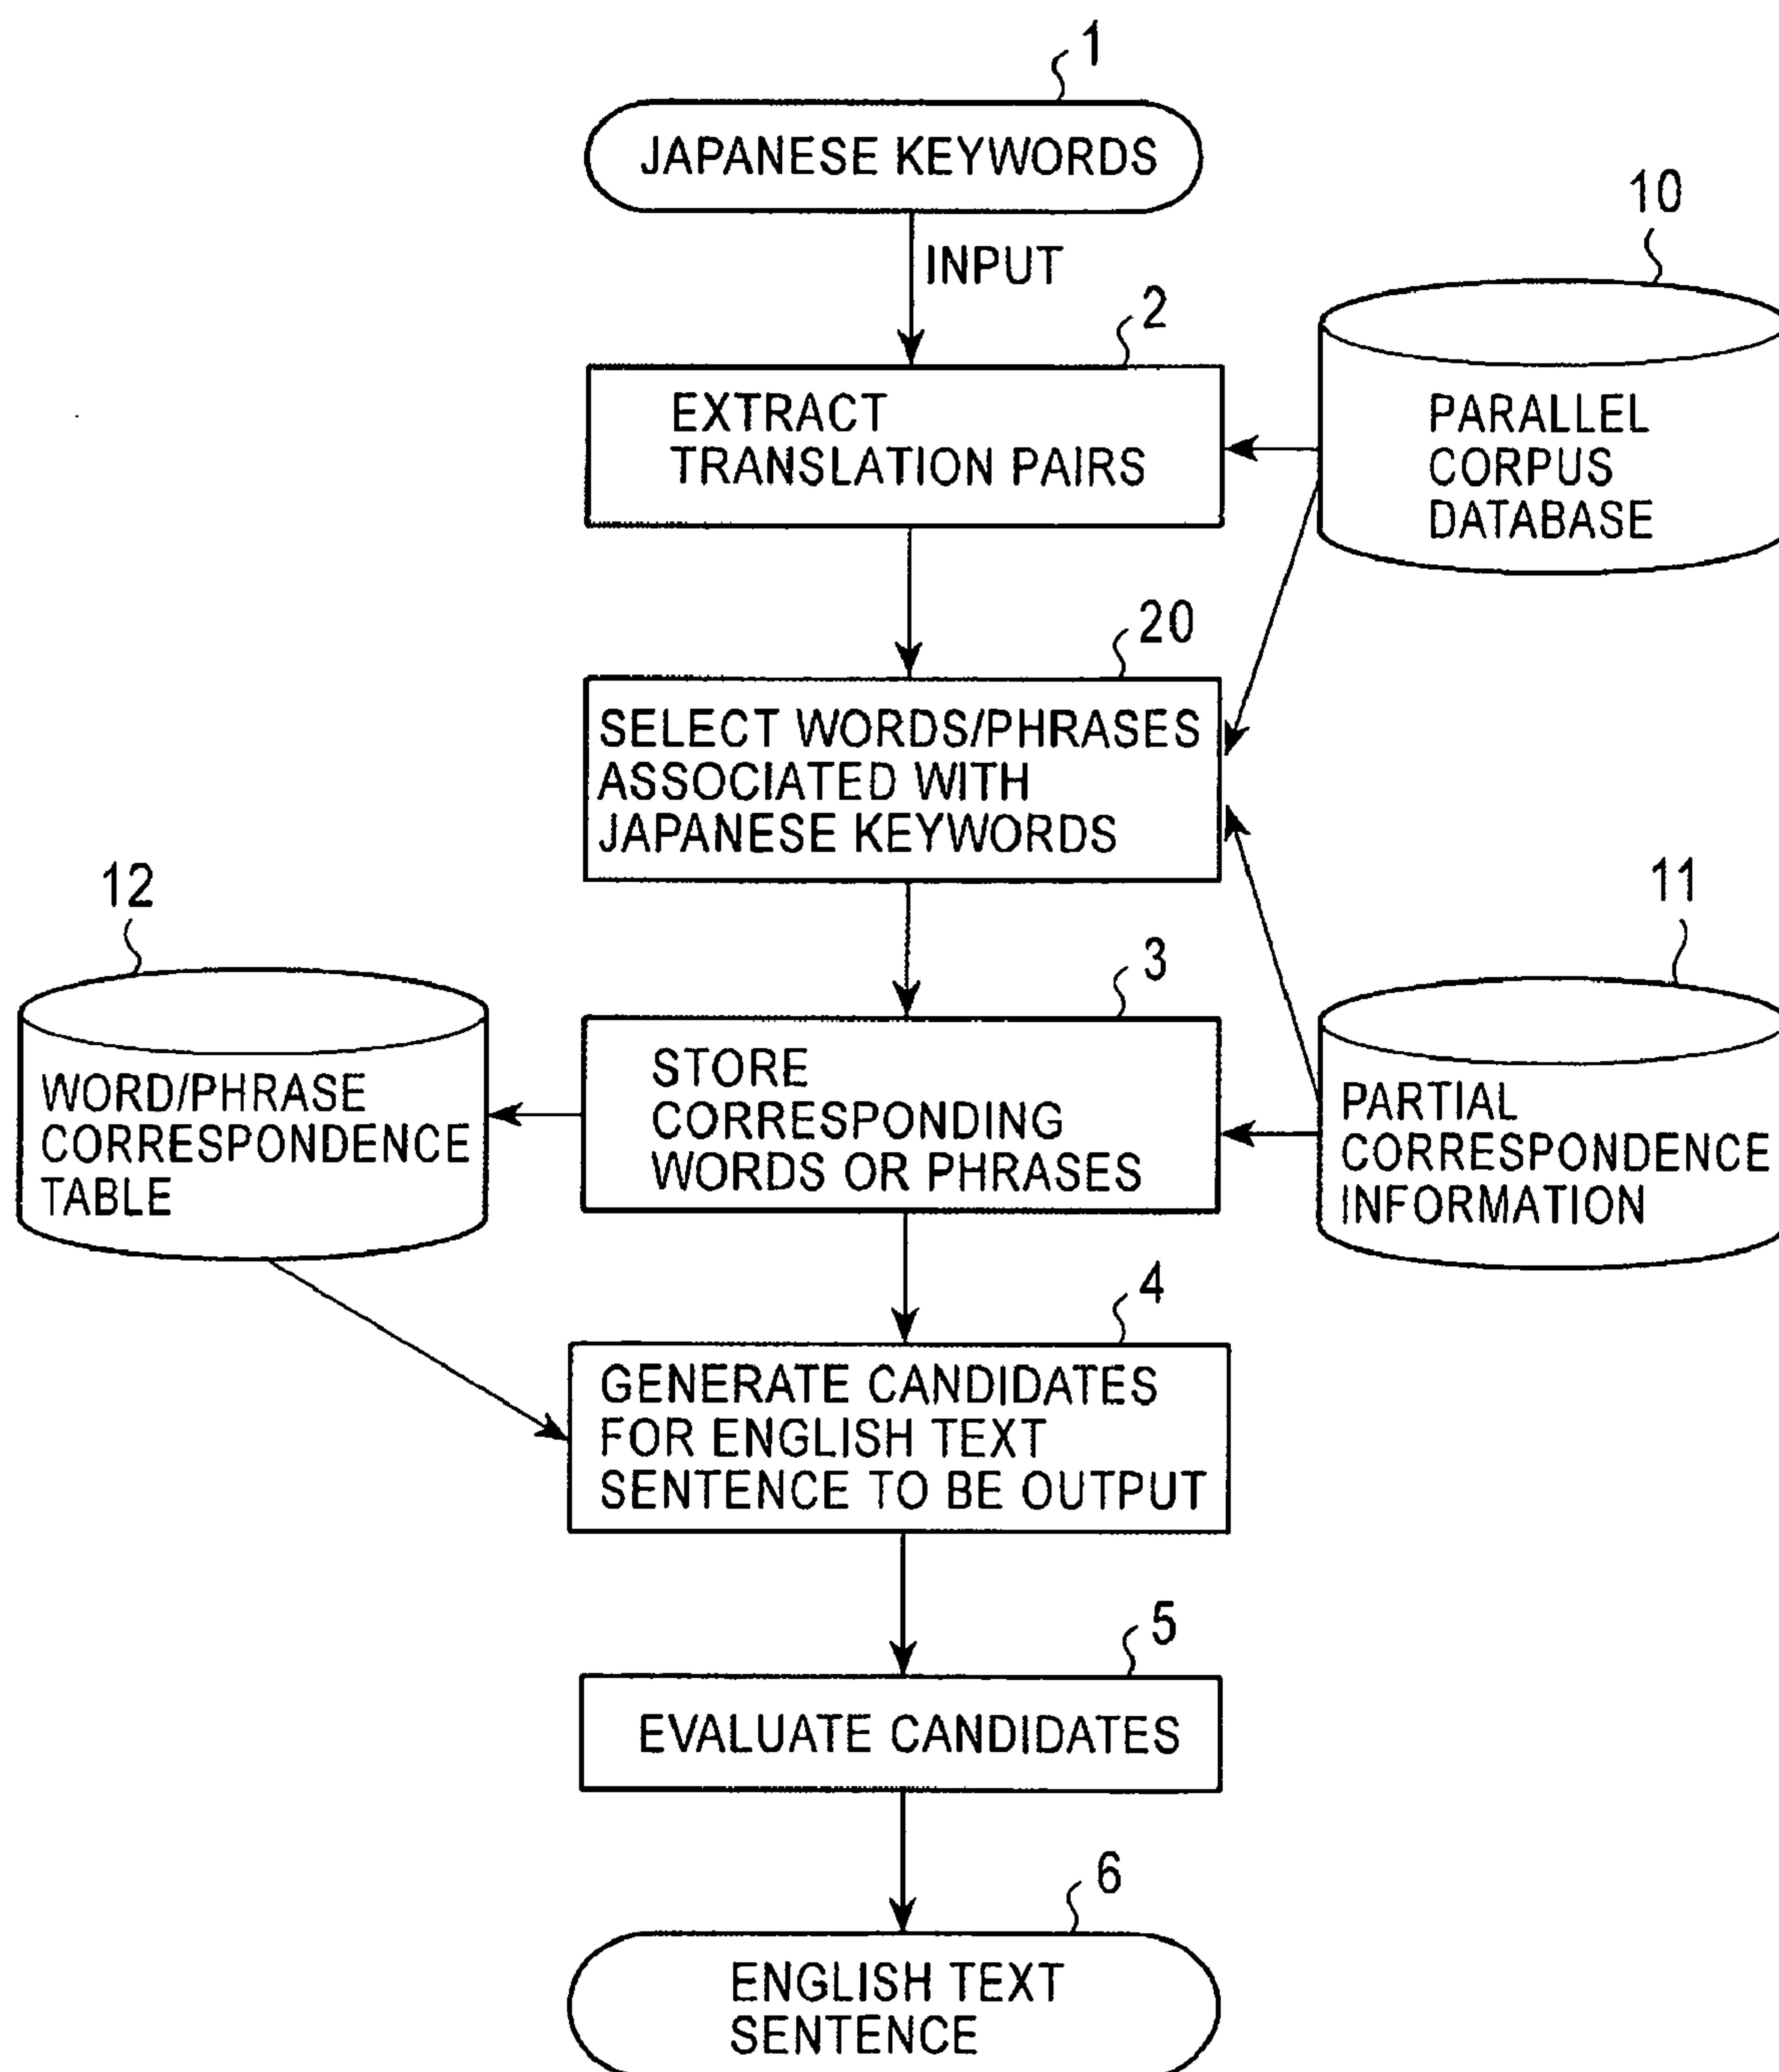 1
JAPANESE KEYWORDS
INPUT
10
2
EXTRACT
TRANSLATION PAIRS
PARALLEL
CORPUS
DATABASE
20
SELECT WORDS/PHRASES
ASSOCIATED WITH
JAPANESE KEYWORDS
12
11
3
WORD/PHRASE
CORRESPONDENCE
TABLE
STORE
CORRESPONDING
WORDS OR PHRASES
PARTIAL
CORRESPONDENCE
INFORMATION
4
GENERATE CANDIDATES
FOR ENGLISH TEXT
SENTENCE TO BE OUTPUT
5
EVALUATE CANDIDATES
6
ENGLISH TEXT
SENTENCE